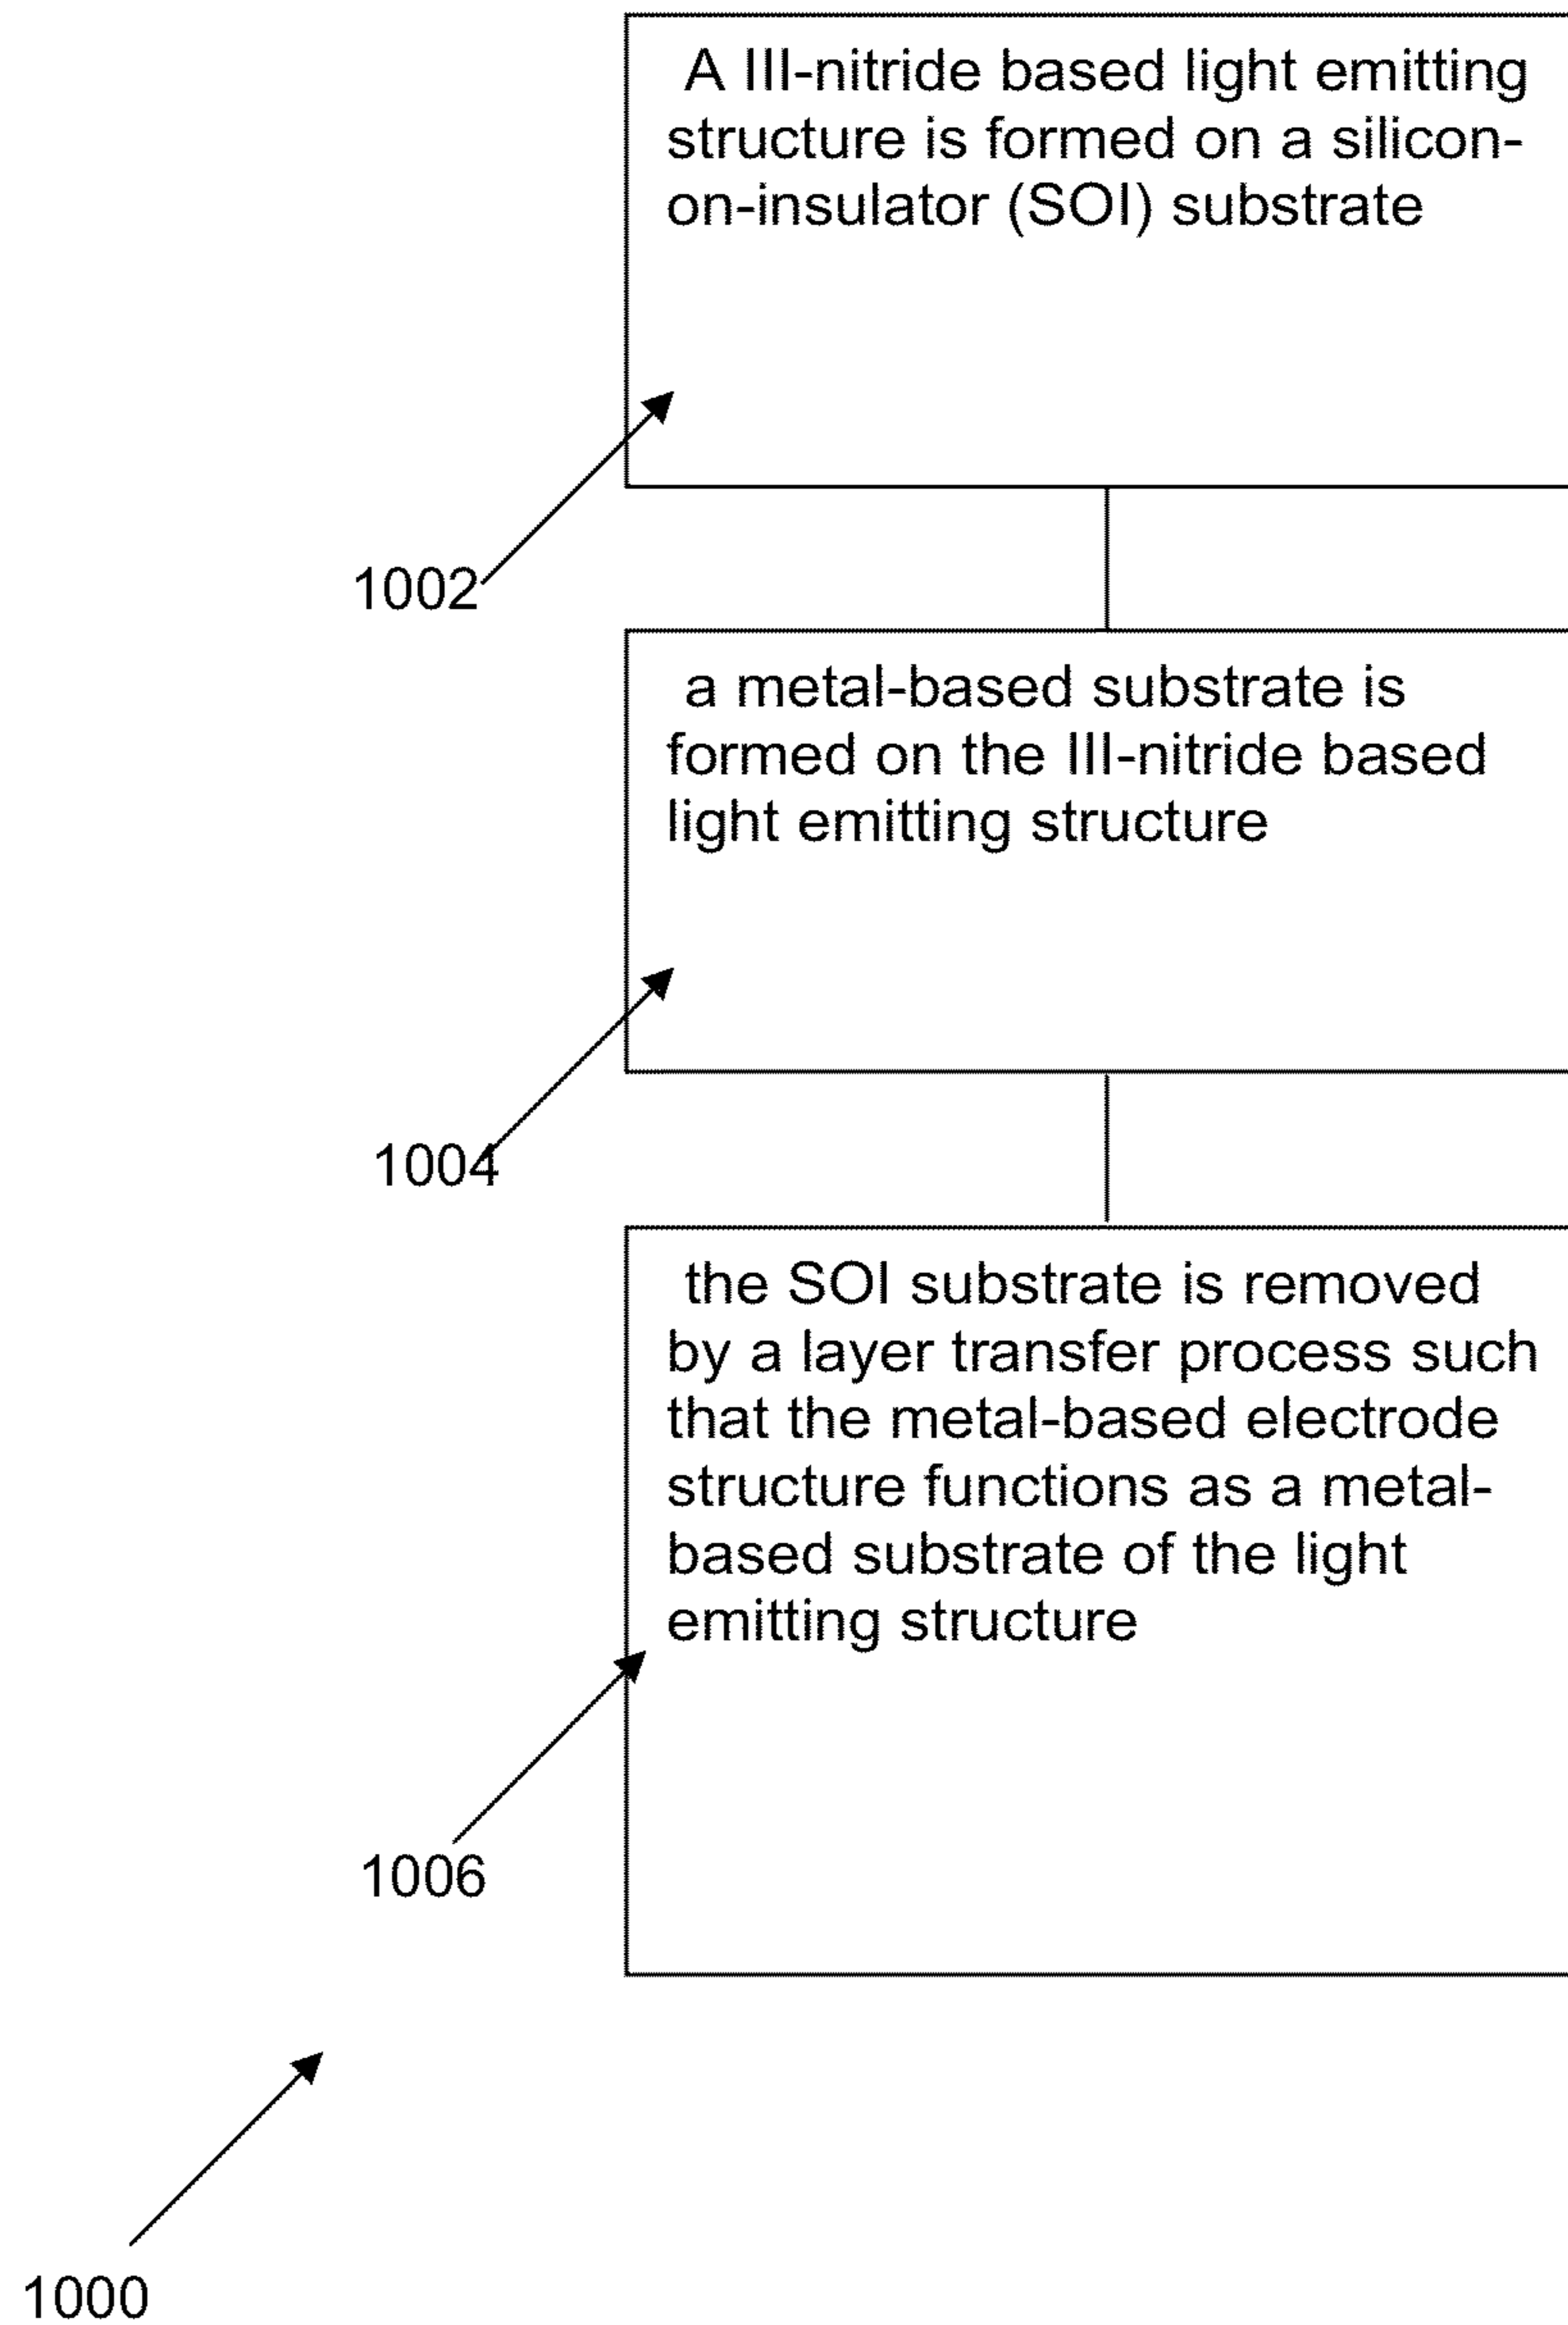 A III-nitride based light emitting
structure is formed on a silicon-
on-insulator (SOI) substrate
1002
a metal-based substrate is
formed on the III-nitride based
light emitting structure
1004
the SOI substrate is removed
by a layer transfer process such
that the metal-based electrode
structure functions as a metal-
based substrate of the light
emitting structure
1006
1000